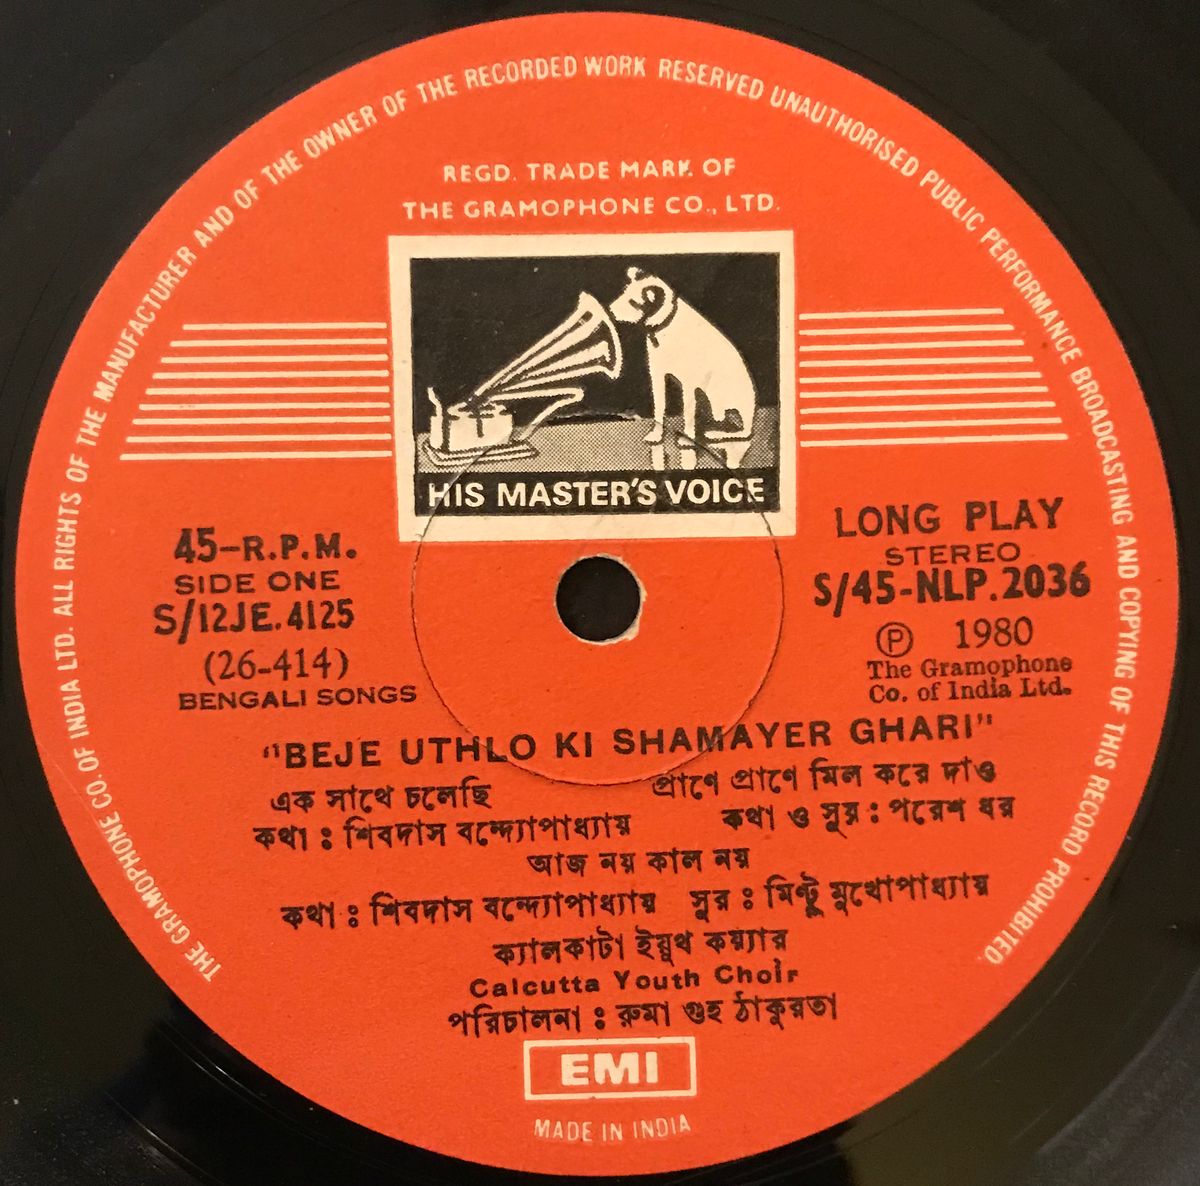 THE GRAMOPHONE CO. OF INDIA LTD. ALL RIGHTS OF THE MANUFACTURER AND OF THE OWNER OF THE RECORDED WORK RESERVED UNAUTHORISED PUBLIC PERFORMANCE BROADCASTING AND COPYING OF THIS RECORD PROHIBITED.
REGD. TRADE MARK OF
THE GRAMOPHONE CO., LTD.
HIS MASTER'S VOICE
45-R.P.M.
SIDE ONE
S/12JE.4125
(26-414)
BENGALI SONGS
LONG PLAY
STEREO
S/45-NLP.2036
℗ 1980
The Gramophone
Co. of India Ltd.
"BEJE UTHLO KI SHAMAYER GHARI"
এক সাথে চলেছি
কথা : শিবদাস বন্দ্যোপাধ্যায়
প্রাণে প্রাণে মিল করে দাও
কথা ও সুর : পরেশ ধর
আজ নয় কাল নয়
কথা : শিবদাস বন্দ্যোপাধ্যায় সুর : মিন্টু মুখোপাধ্যায়
ক্যালকাটা ইয়ুথ কয়্যার
Calcutta Youth Choir
পরিচালনা : রুমা গুহ ঠাকুরতা
EMI
MADE IN INDIA